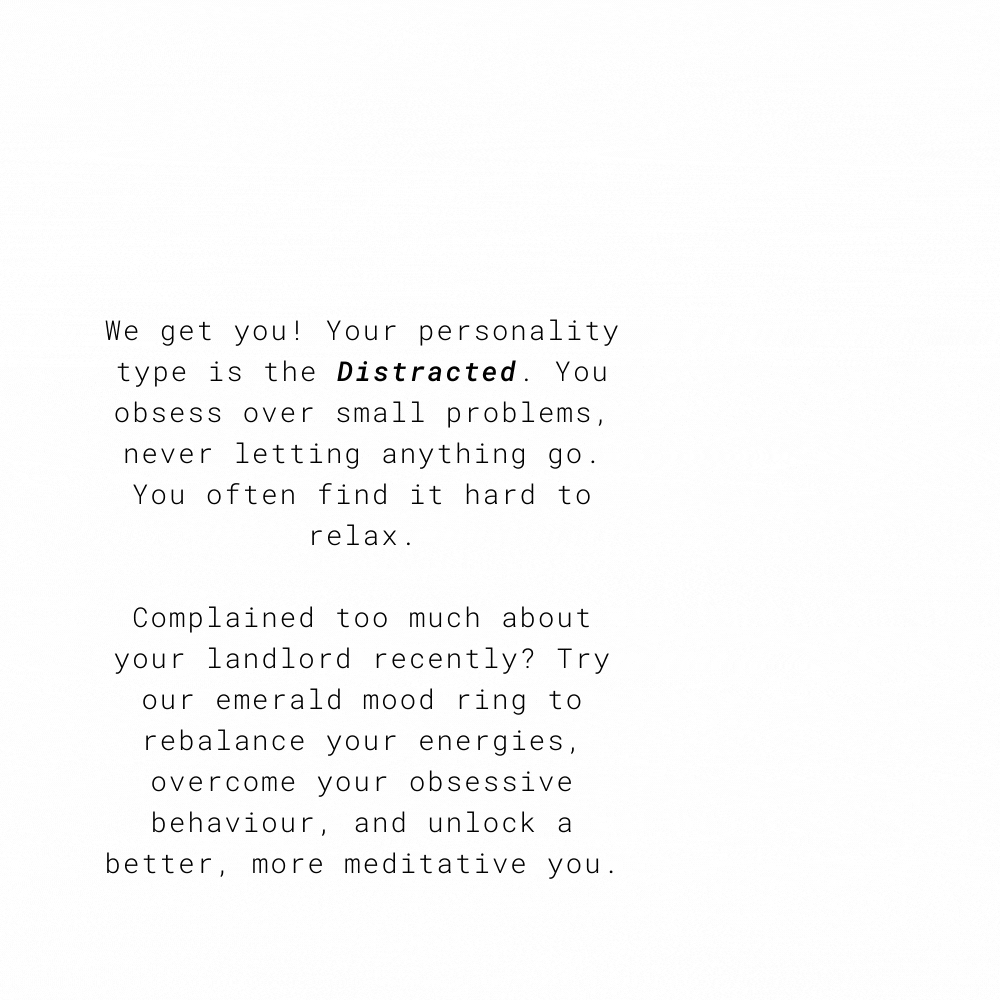 We get you! Your personality
type is the Distracted. You
obsess over small problems,
never letting anything go.
You often find it hard to
relax.
Complained too much about
your landlord recently? Try
our emerald mood ring to
rebalance your energies,
overcome your obsessive
behaviour, and unlock a
better, more meditative you.